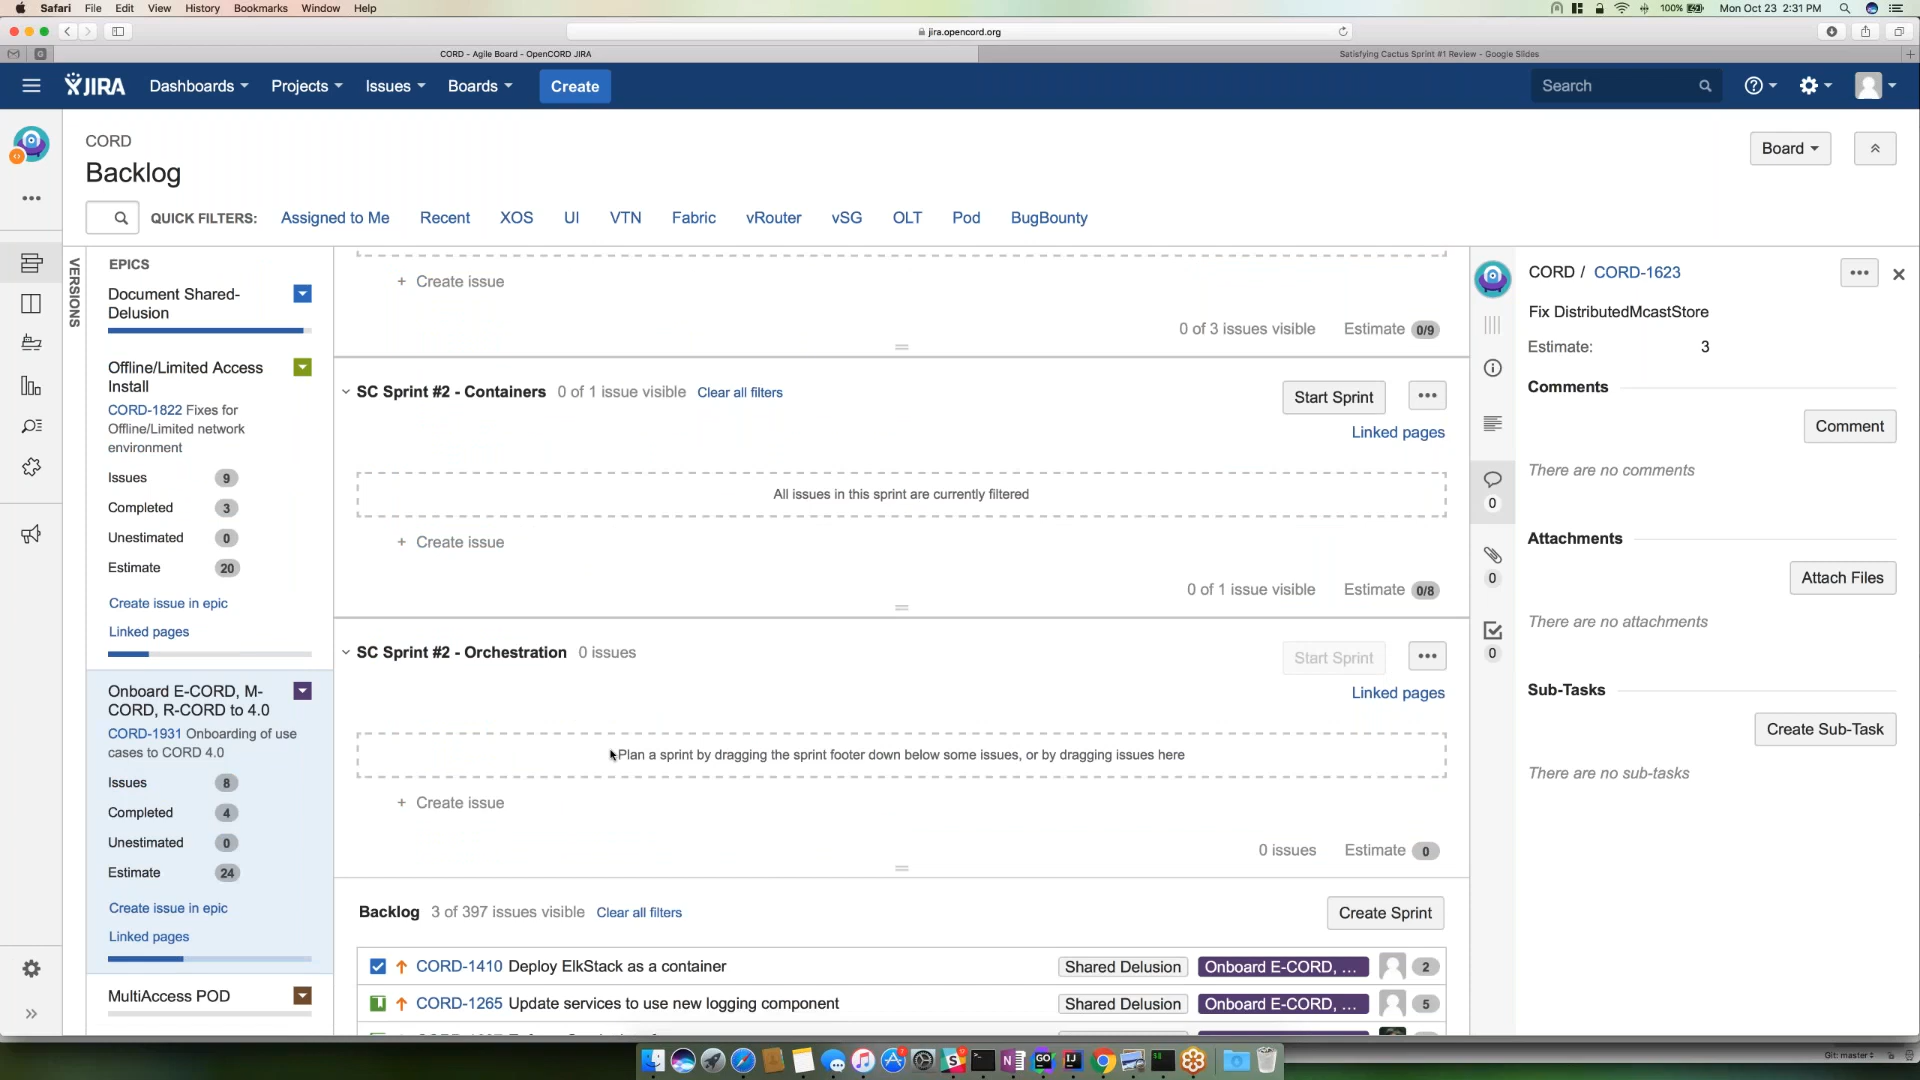 Safari File Edit View History Bookmarks Window Help
100% Mon Oct 23 2:31 PM
jira.opencord.org
CORD - Agile Board - OpenCORD JIRA
Satisfying Cactus Sprint #1 Review - Google Slides
JIRA Dashboards Projects Issues Boards Create
Search
CORD
Backlog
Board
QUICK FILTERS: Assigned to Me Recent XOS UI VTN Fabric vRouter vSG OLT Pod BugBounty
VERSIONS
EPICS
Document Shared-
Delusion
Offline/Limited Access
Install
CORD-1822 Fixes for
Offline/Limited network
environment
Issues 9
Completed 3
Unestimated 0
Estimate 20
Create issue in epic
Linked pages
Onboard E-CORD, M-
CORD, R-CORD to 4.0
CORD-1931 Onboarding of use
cases to CORD 4.0
Issues 8
Completed 4
Unestimated 0
Estimate 24
Create issue in epic
Linked pages
MultiAccess POD
+ Create issue
0 of 3 issues visible Estimate 0/9
SC Sprint #2 - Containers 0 of 1 issue visible Clear all filters
Start Sprint
Linked pages
All issues in this sprint are currently filtered
+ Create issue
0 of 1 issue visible Estimate 0/8
SC Sprint #2 - Orchestration 0 issues
Start Sprint
Linked pages
Plan a sprint by dragging the sprint footer down below some issues, or by dragging issues here
+ Create issue
0 issues Estimate 0
Backlog 3 of 397 issues visible Clear all filters
Create Sprint
CORD-1410 Deploy ElkStack as a container Shared Delusion Onboard E-CORD, ... 2
CORD-1265 Update services to use new logging component Shared Delusion Onboard E-CORD, ... 5
CORD / CORD-1623
Fix DistributedMcastStore
Estimate: 3
Comments
Comment
There are no comments
0
Attachments
Attach Files
0
There are no attachments
0
Sub-Tasks
Create Sub-Task
There are no sub-tasks
Git: master